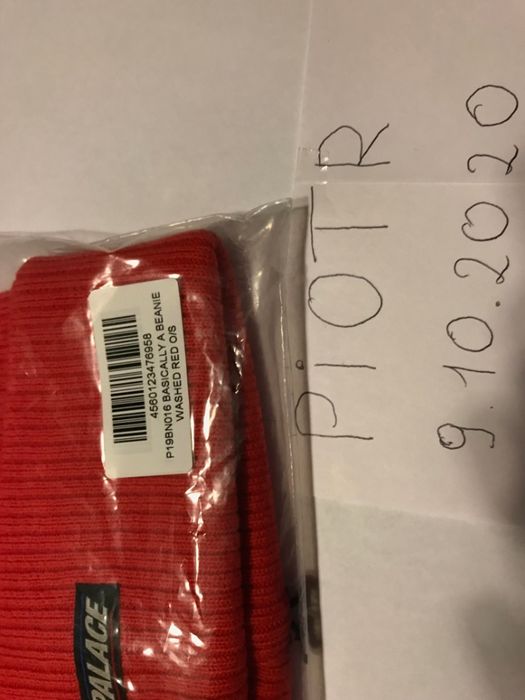 4560123476958
P19BN016 BASICALLY A BEANIE
WASHED RED O/S
PALACE
PiOTR
9.10.2020